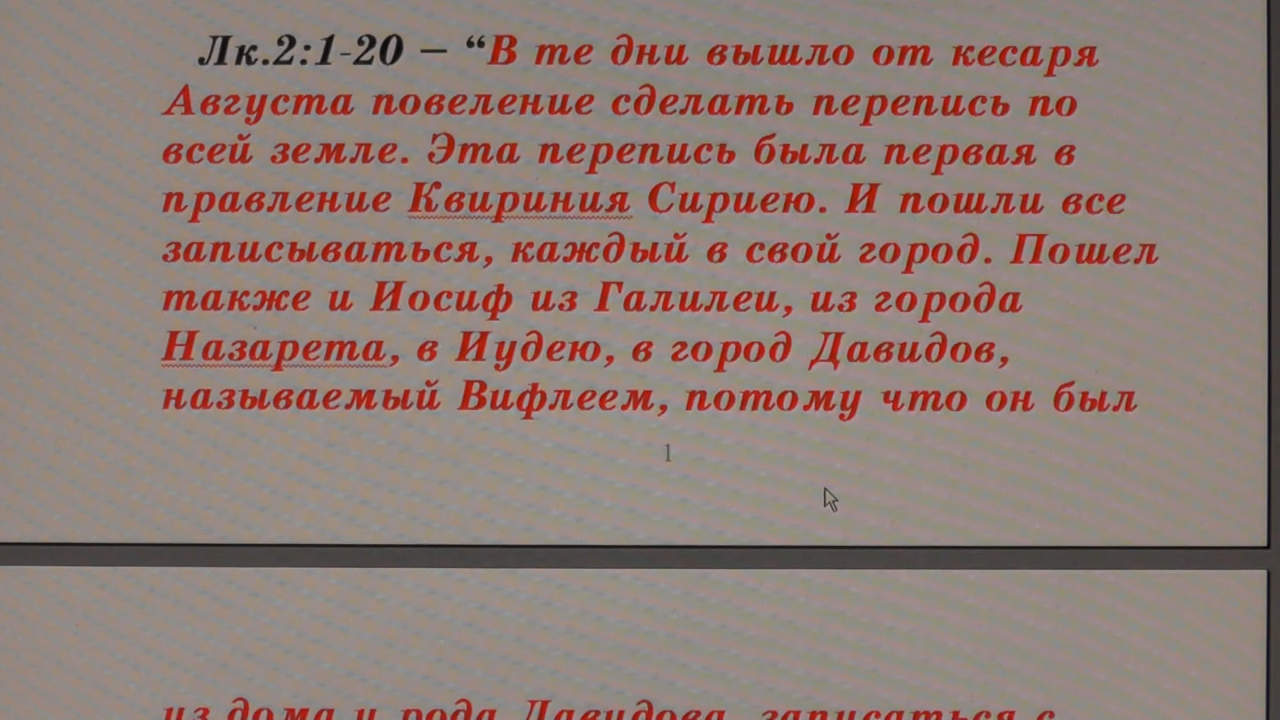 Лк.2:1-20 – “В те дни вышло от кесаря
Августа повеление сделать перепись по
всей земле. Эта перепись была первая в
правление Квириния Сириею. И пошли все
записываться, каждый в свой город. Пошел
также и Иосиф из Галилеи, из города
Назарета, в Иудею, в город Давидов,
называемый Вифлеем, потому что он был
1
из дома и рода Давидова, записаться с